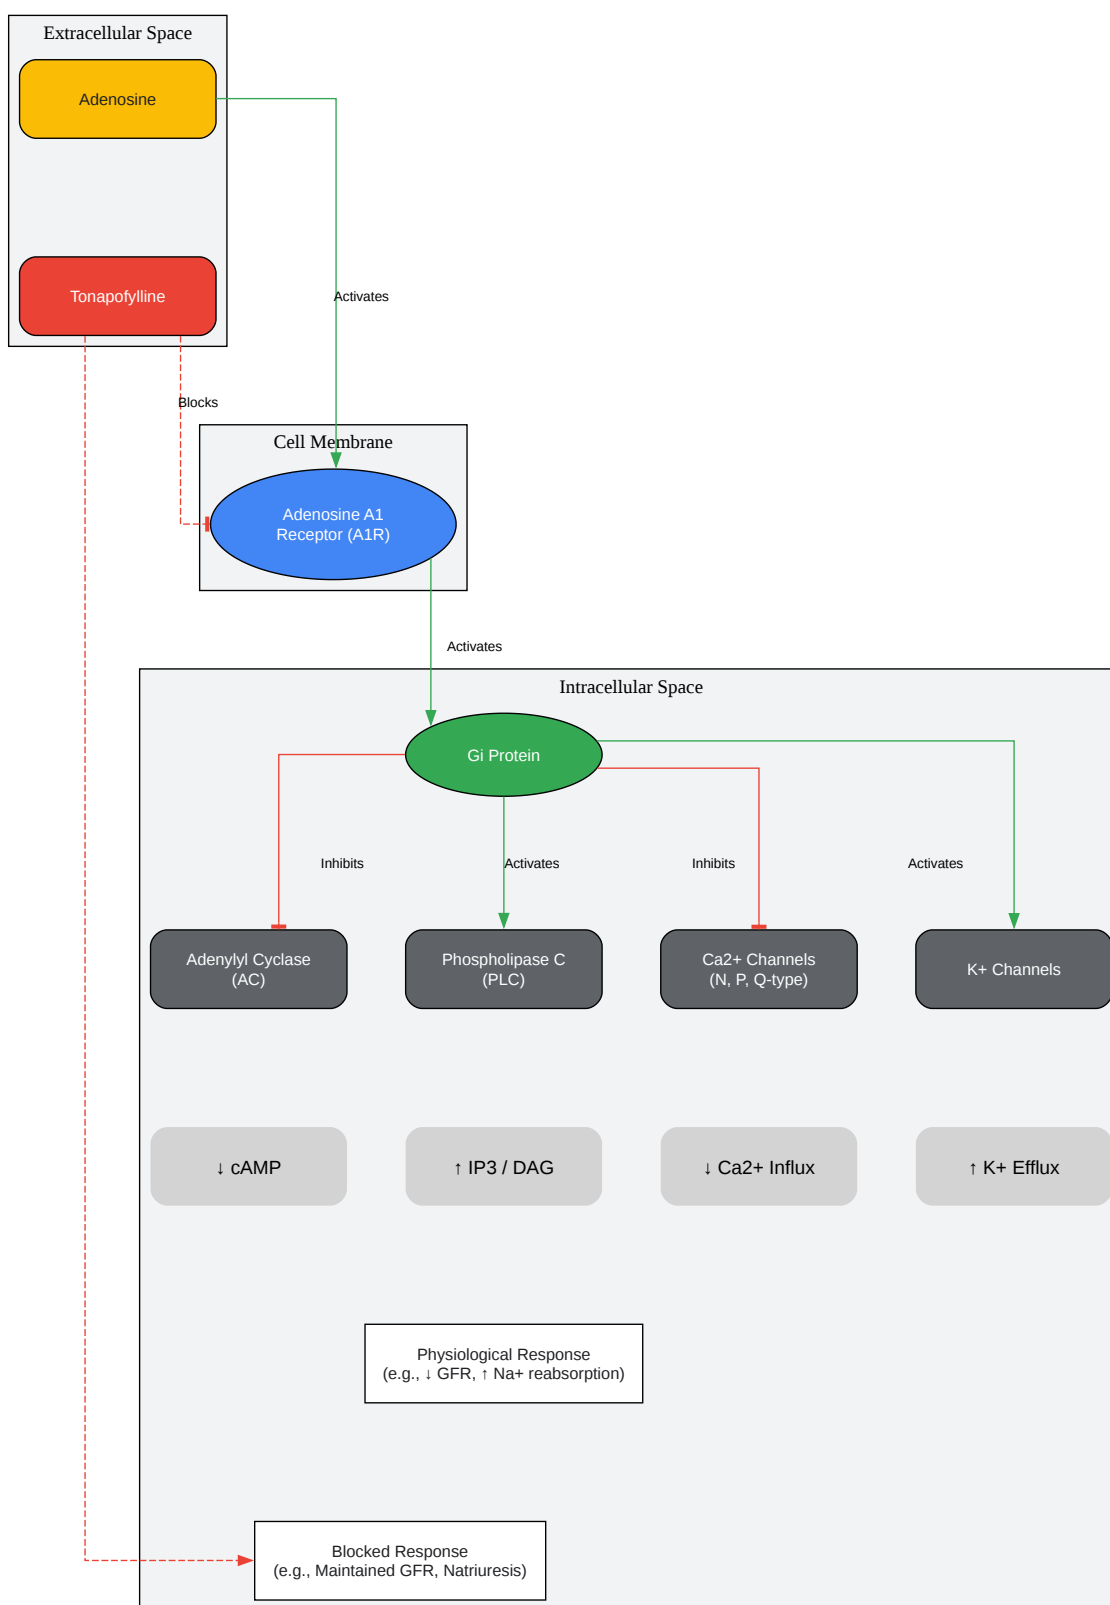 Extracellular Space
Adenosine
Tonapofylline
Activates
Blocks
Cell Membrane
Adenosine A1
Receptor (A1R)
Activates
Intracellular Space
Gi Protein
Inhibits
Activates
Inhibits
Activates
Adenylyl Cyclase
(AC)
Phospholipase C
(PLC)
Ca2+ Channels
(N, P, Q-type)
K+ Channels
↓ cAMP
↑ IP3 / DAG
↓ Ca2+ Influx
↑ K+ Efflux
Physiological Response
(e.g., ↓ GFR, ↑ Na+ reabsorption)
Blocked Response
(e.g., Maintained GFR, Natriuresis)